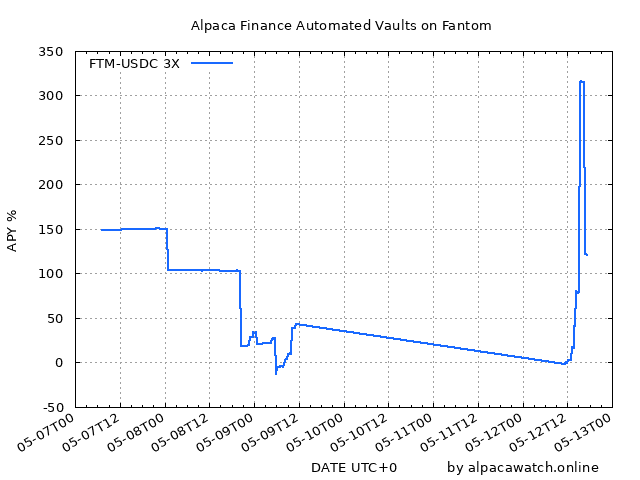 Alpaca Finance Automated Vaults on Fantom
FTM-USDC 3X
APY %
350
300
250
200
150
100
50
0
-50
05-07T00
05-07T12
05-08T00
05-08T12
05-09T00
05-09T12
05-10T00
05-10T12
05-11T00
05-11T12
05-12T00
05-12T12
05-13T00
DATE UTC+0
by alpacawatch.online